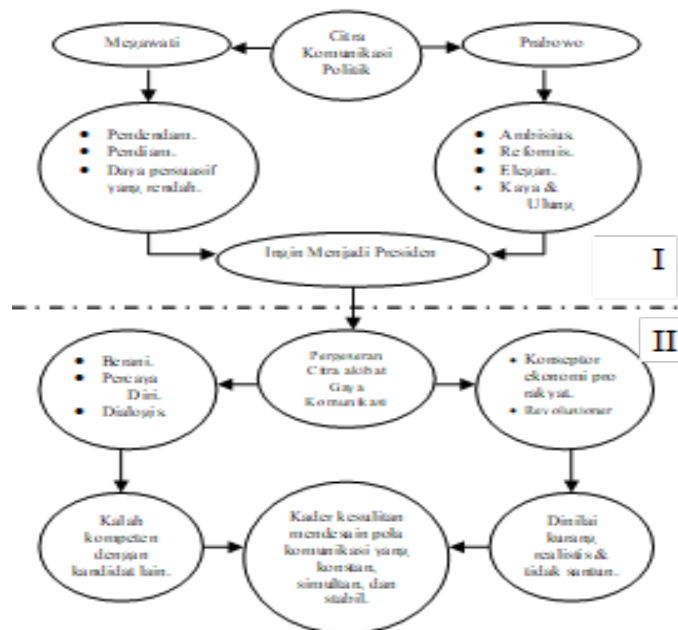 Megawati
Citra
Komunikasi
Politik
Prabowo
Pendendam.
Pendiam.
Daya persuasif
yang rendah.
Ambisius.
Reformis.
Elegan.
Kaya &
Ulung
Ingin Menjadi Presiden
I
II
Berani.
Percaya
Diri.
Dialogis.
Pergeseran
Citra akibat
Gaya
Komunikasi
Konseptor
ekonomi pro
rakyat.
Revolusioner
Kalah
kompeten
dengan
kandidat lain.
Kader kesulitan
mendesain pola
komunikasi yang
konstan,
simultan, dan
stabil.
Dinilai
kurang
realistis &
tidak santun.